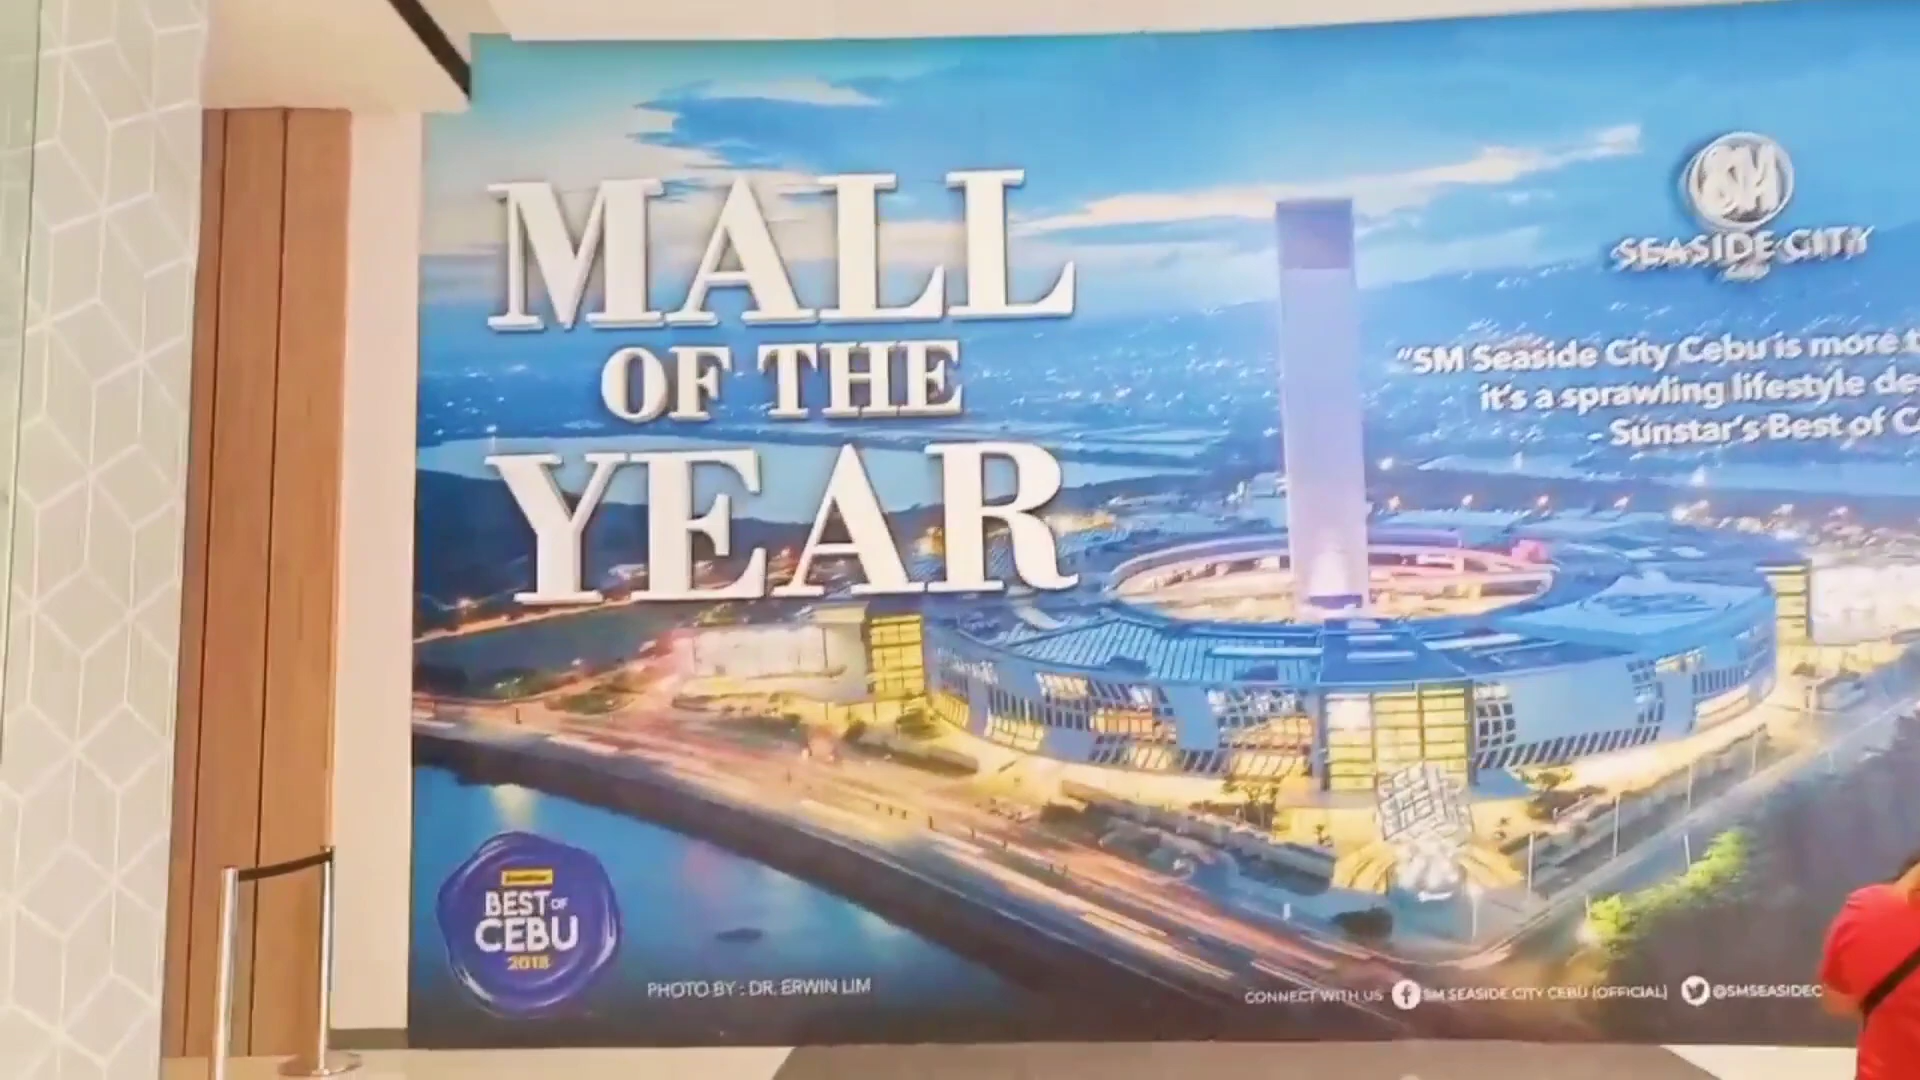 MALL
OF THE
YEAR
SM
SEASIDE CITY
"SM Seaside City Cebu is more
it's a sprawling lifestyle
- Sunstar's Best of
BEST OF
CEBU
2018
PHOTO BY : DR. ERWIN LIM
CONNECT WITH US SM SEASIDE CITY CEBU (OFFICIAL) @SMSEASIDEC